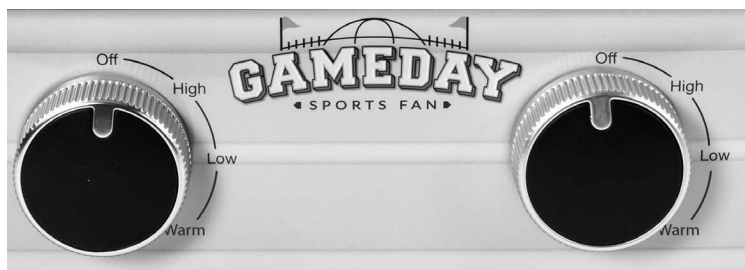 Off
High
Low
Warm
GAMEDAY
SPORTS FAN
Off
High
Low
Warm